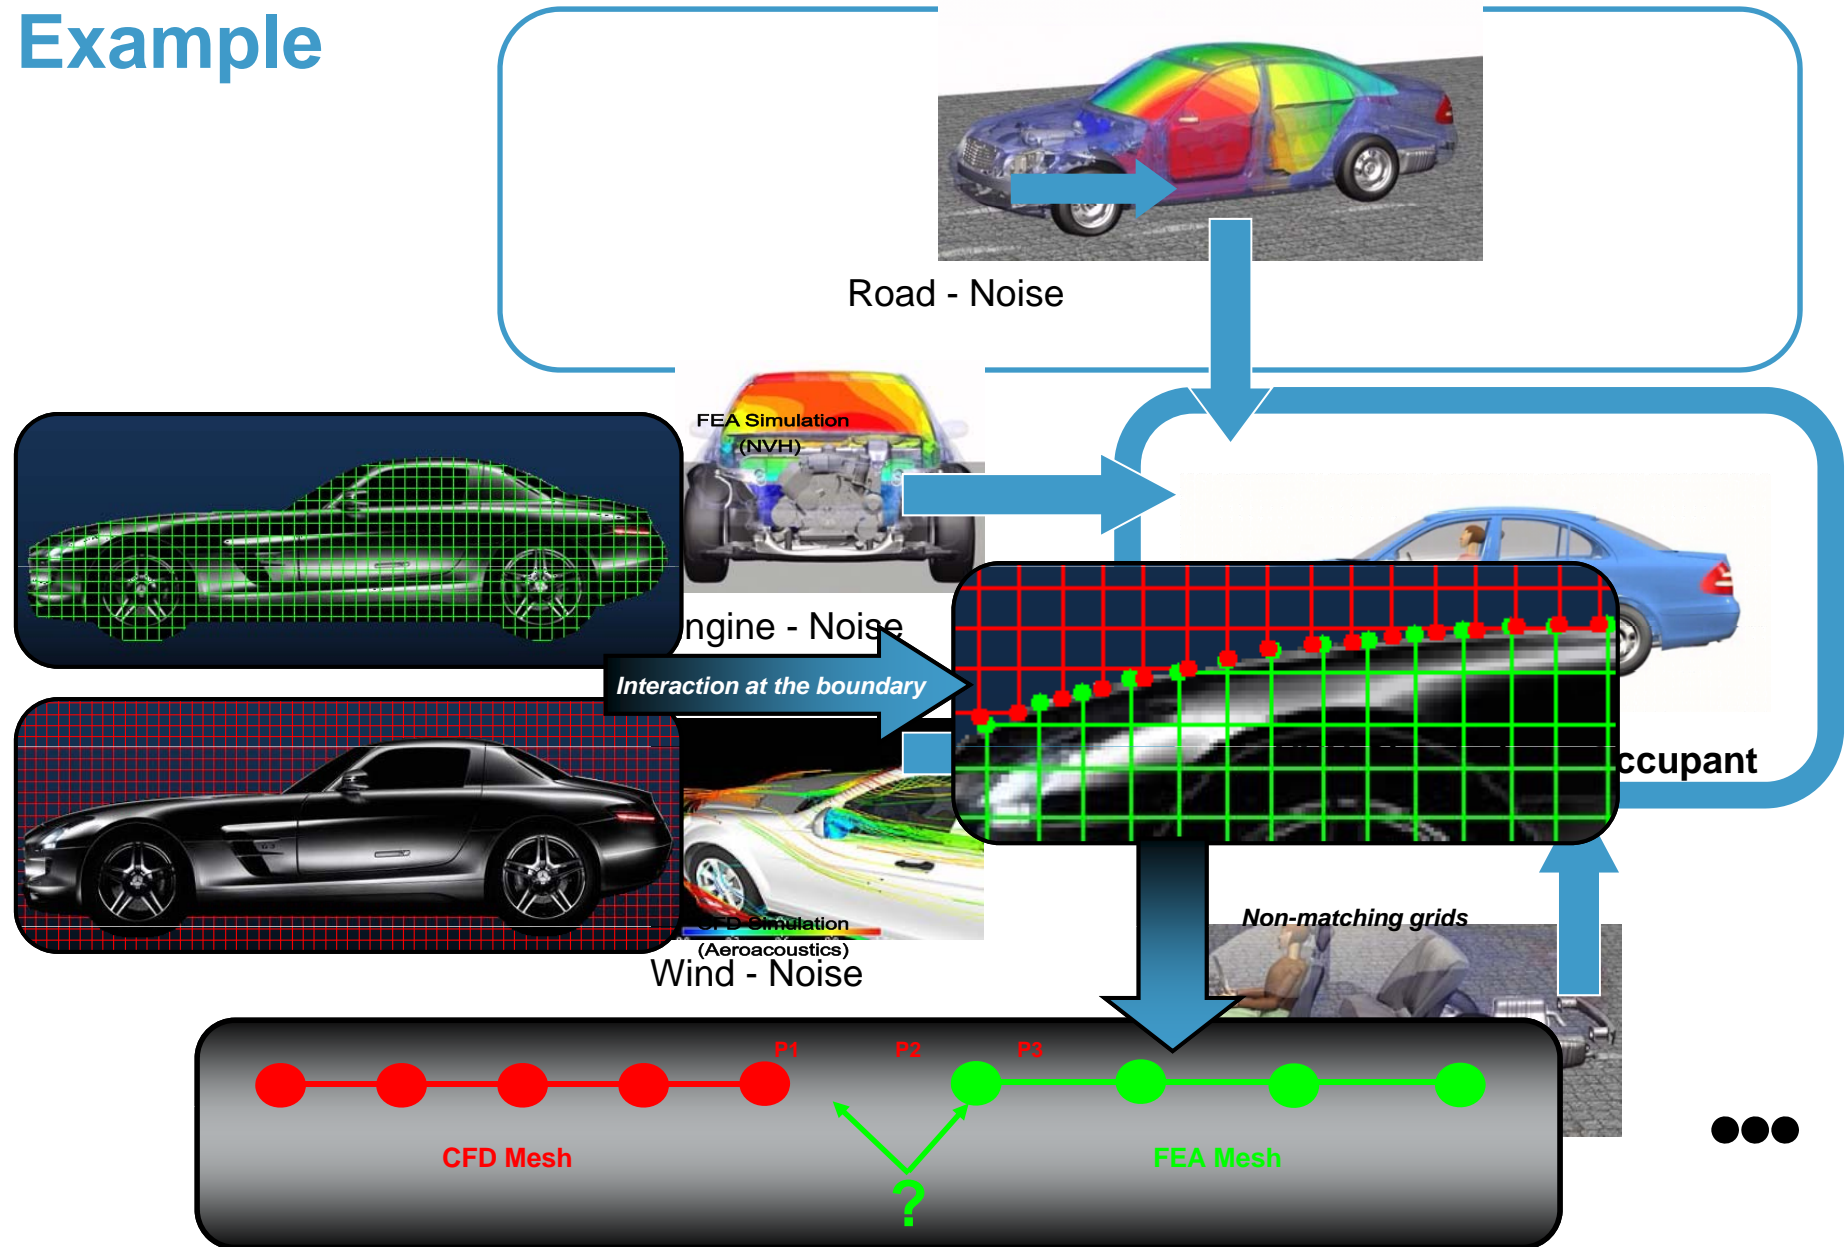 Example
Road - Noise
FEA Simulation
(NVH)
ngine - Noise
Interaction at the boundary
ccupant
Non-matching grids
CFD Simulation
(Aeroacoustics)
Wind - Noise
P1 P2 P3
CFD Mesh
FEA Mesh
?